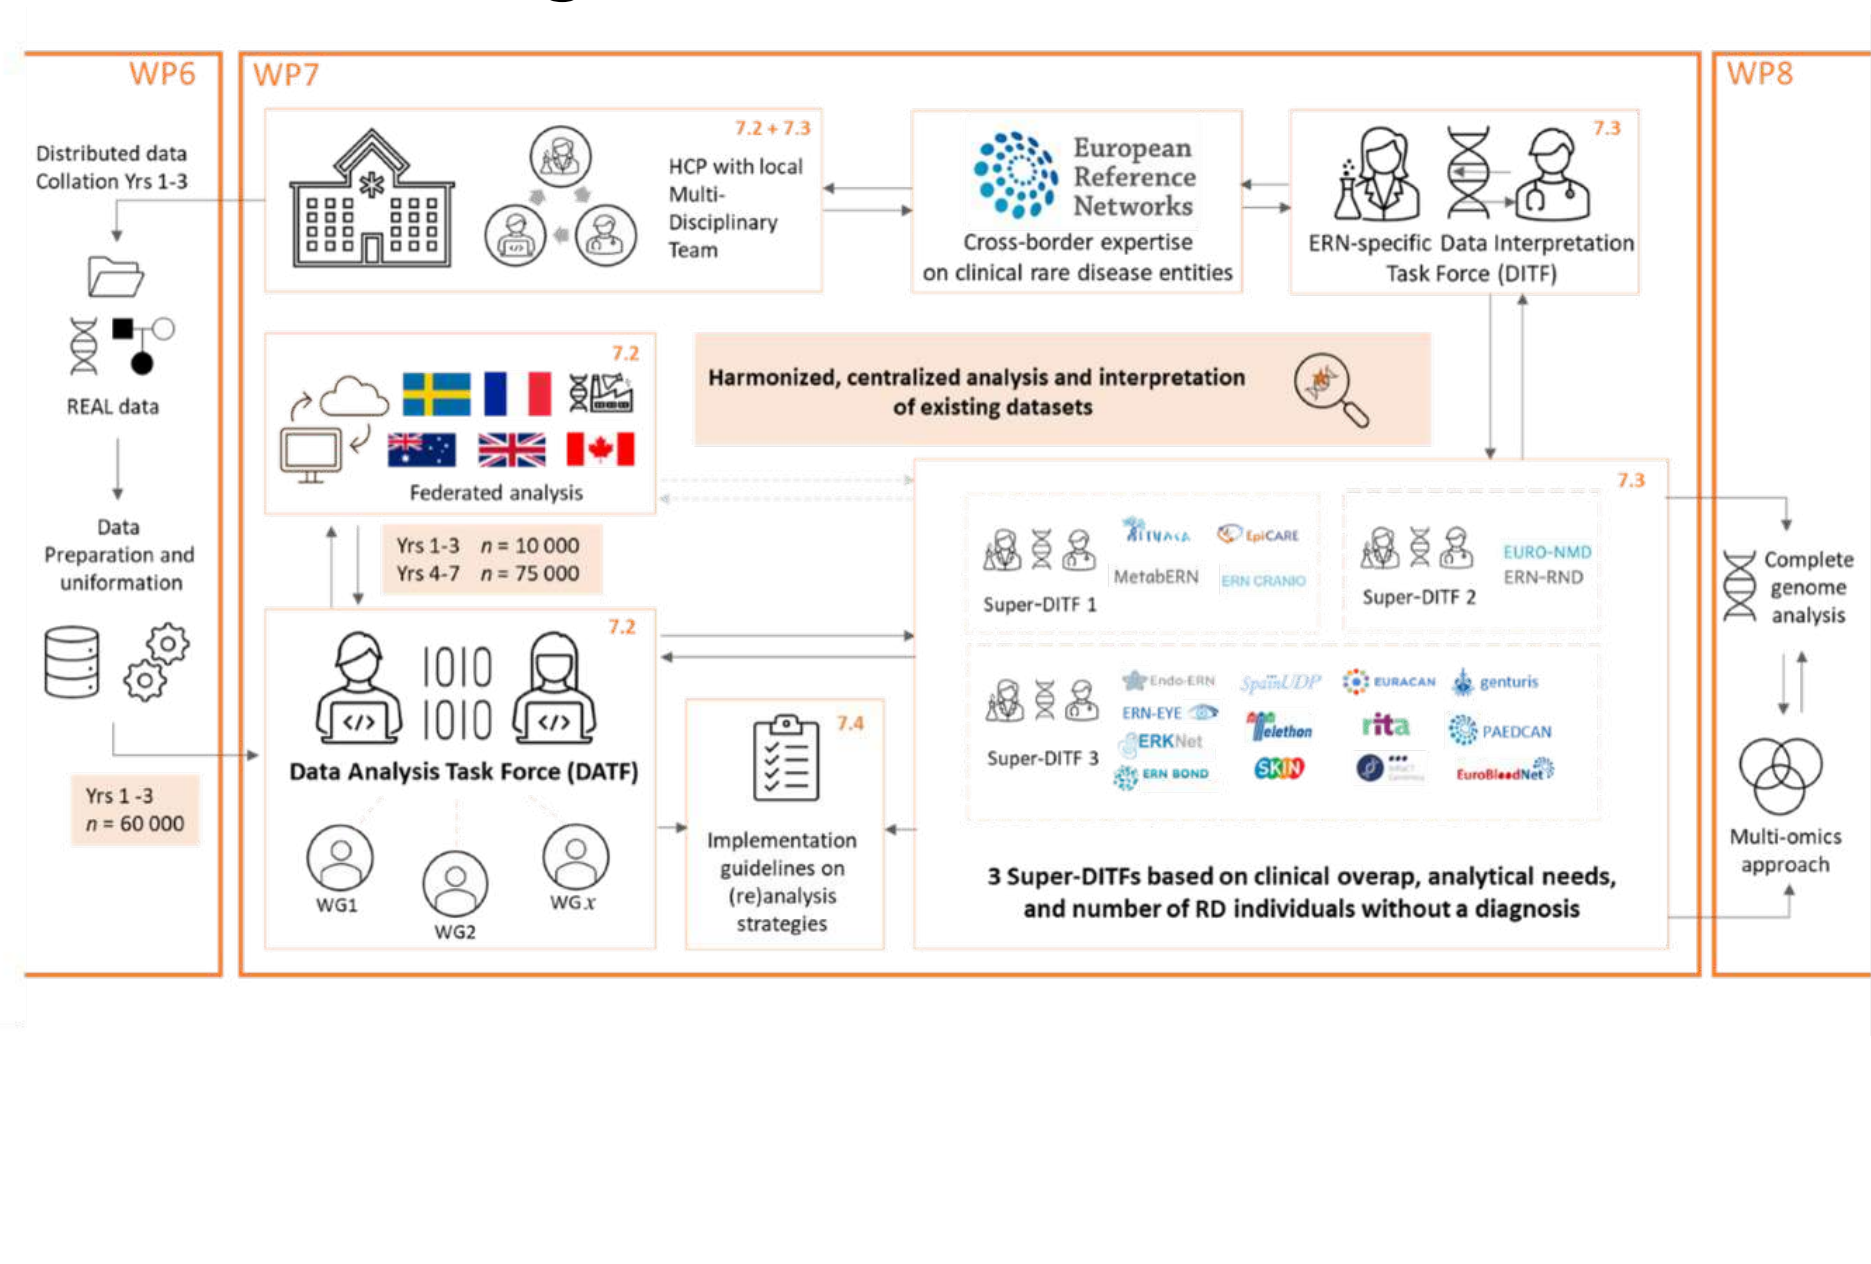 WP6
Distributed data
Collation Yrs 1-3
REAL data
Data
Preparation and
uniformation
Yrs 1 -3
n = 60 000
WP7
7.2 + 7.3
HCP with local
Multi-
Disciplinary
Team
European
Reference
Networks
Cross-border expertise
on clinical rare disease entities
7.3
ERN-specific Data Interpretation
Task Force (DITF)
7.2
Federated analysis
Harmonized, centralized analysis and interpretation
of existing datasets
Yrs 1-3 n = 10 000
Yrs 4-7 n = 75 000
7.2
1010
1010
</>
</>
Data Analysis Task Force (DATF)
WG1
WG2
WG.x
7.4
Implementation
guidelines on
(re)analysis
strategies
7.3
Super-DITF 1
ITHACA
EpiCARE
MetabERN
ERN CRANIO
Super-DITF 2
EURO-NMD
ERN-RND
Super-DITF 3
Endo-ERN
SpainUDP
EURACAN
genturis
ERN-EYE
Telethon
rita
PAEDCAN
ERKNet
ERN BOND
SKIN
EuroBloodNet
3 Super-DITFs based on clinical overap, analytical needs,
and number of RD individuals without a diagnosis
WP8
Complete
genome
analysis
Multi-omics
approach